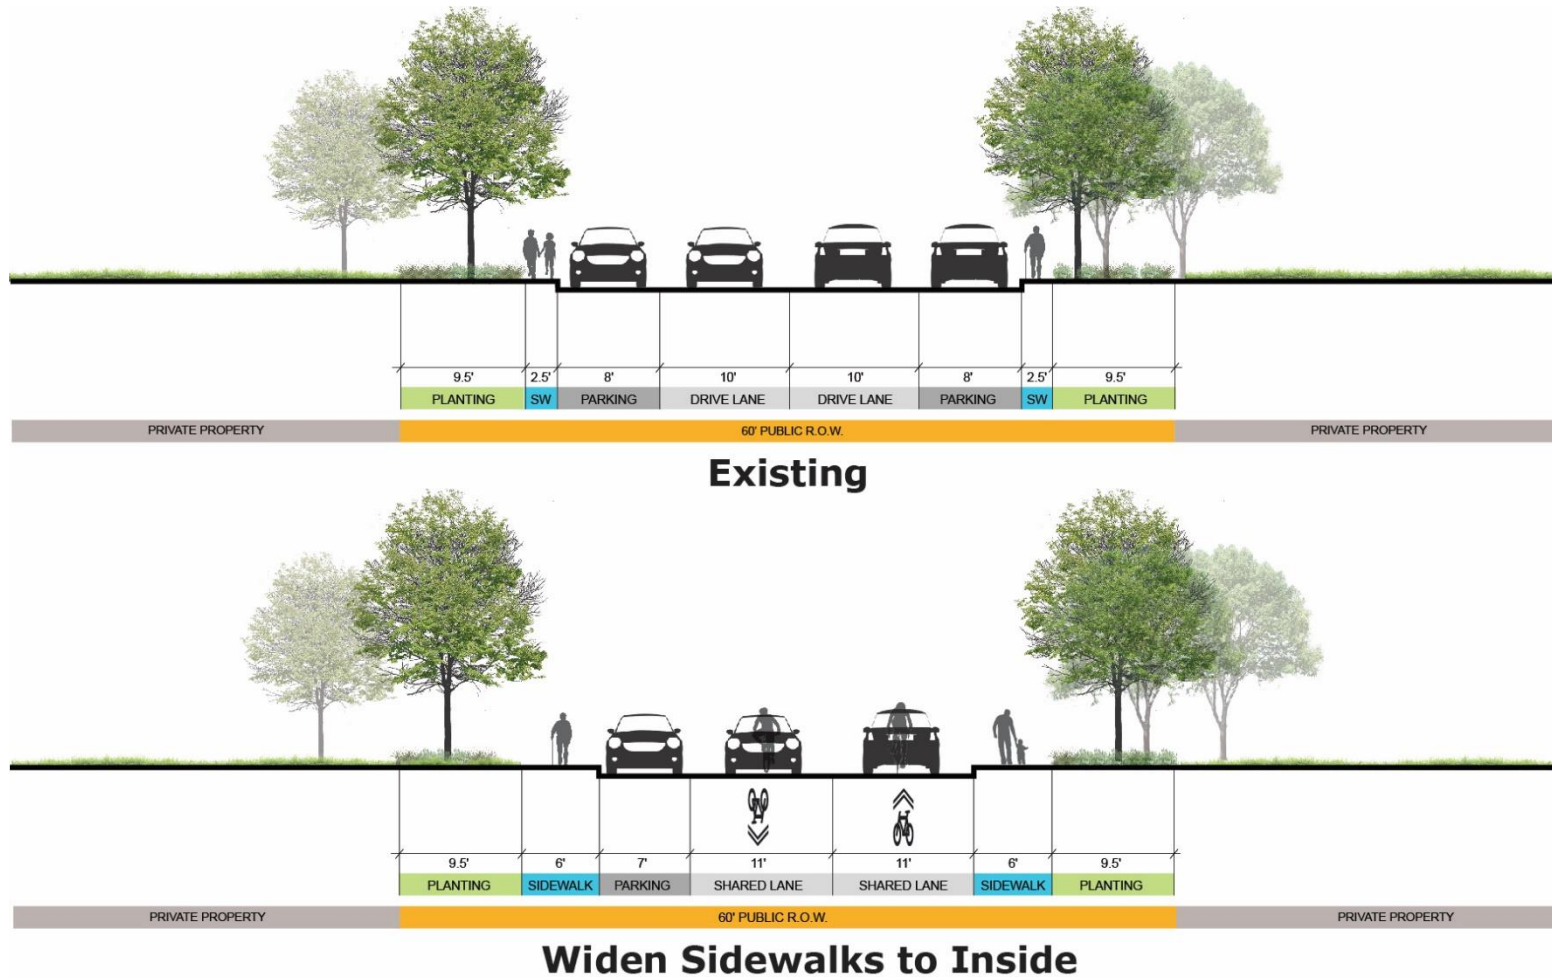 9.5' 2.5' 8' 10' 10' 8' 2.5' 9.5'
PLANTING SW PARKING DRIVE LANE DRIVE LANE PARKING SW PLANTING
PRIVATE PROPERTY 60' PUBLIC R.O.W. PRIVATE PROPERTY
Existing
9.5' 6' 7' 11' 11' 6' 9.5'
PLANTING SIDEWALK PARKING SHARED LANE SHARED LANE SIDEWALK PLANTING
PRIVATE PROPERTY 60' PUBLIC R.O.W. PRIVATE PROPERTY
Widen Sidewalks to Inside